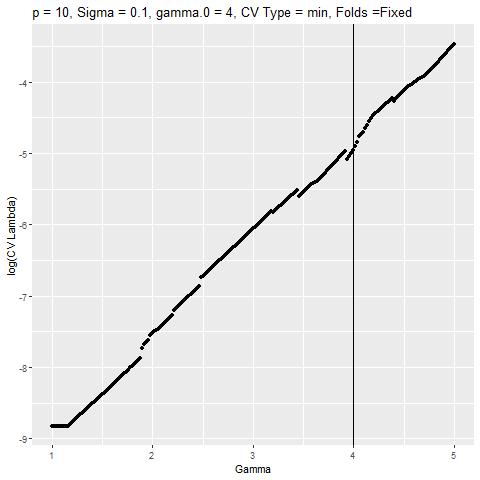 p = 10, Sigma = 0.1, gamma.0 = 4, CV Type = min, Folds =Fixed
log(CV Lambda)
-4
-5
-6
-7
-8
-9
1 2 3 4 5
Gamma